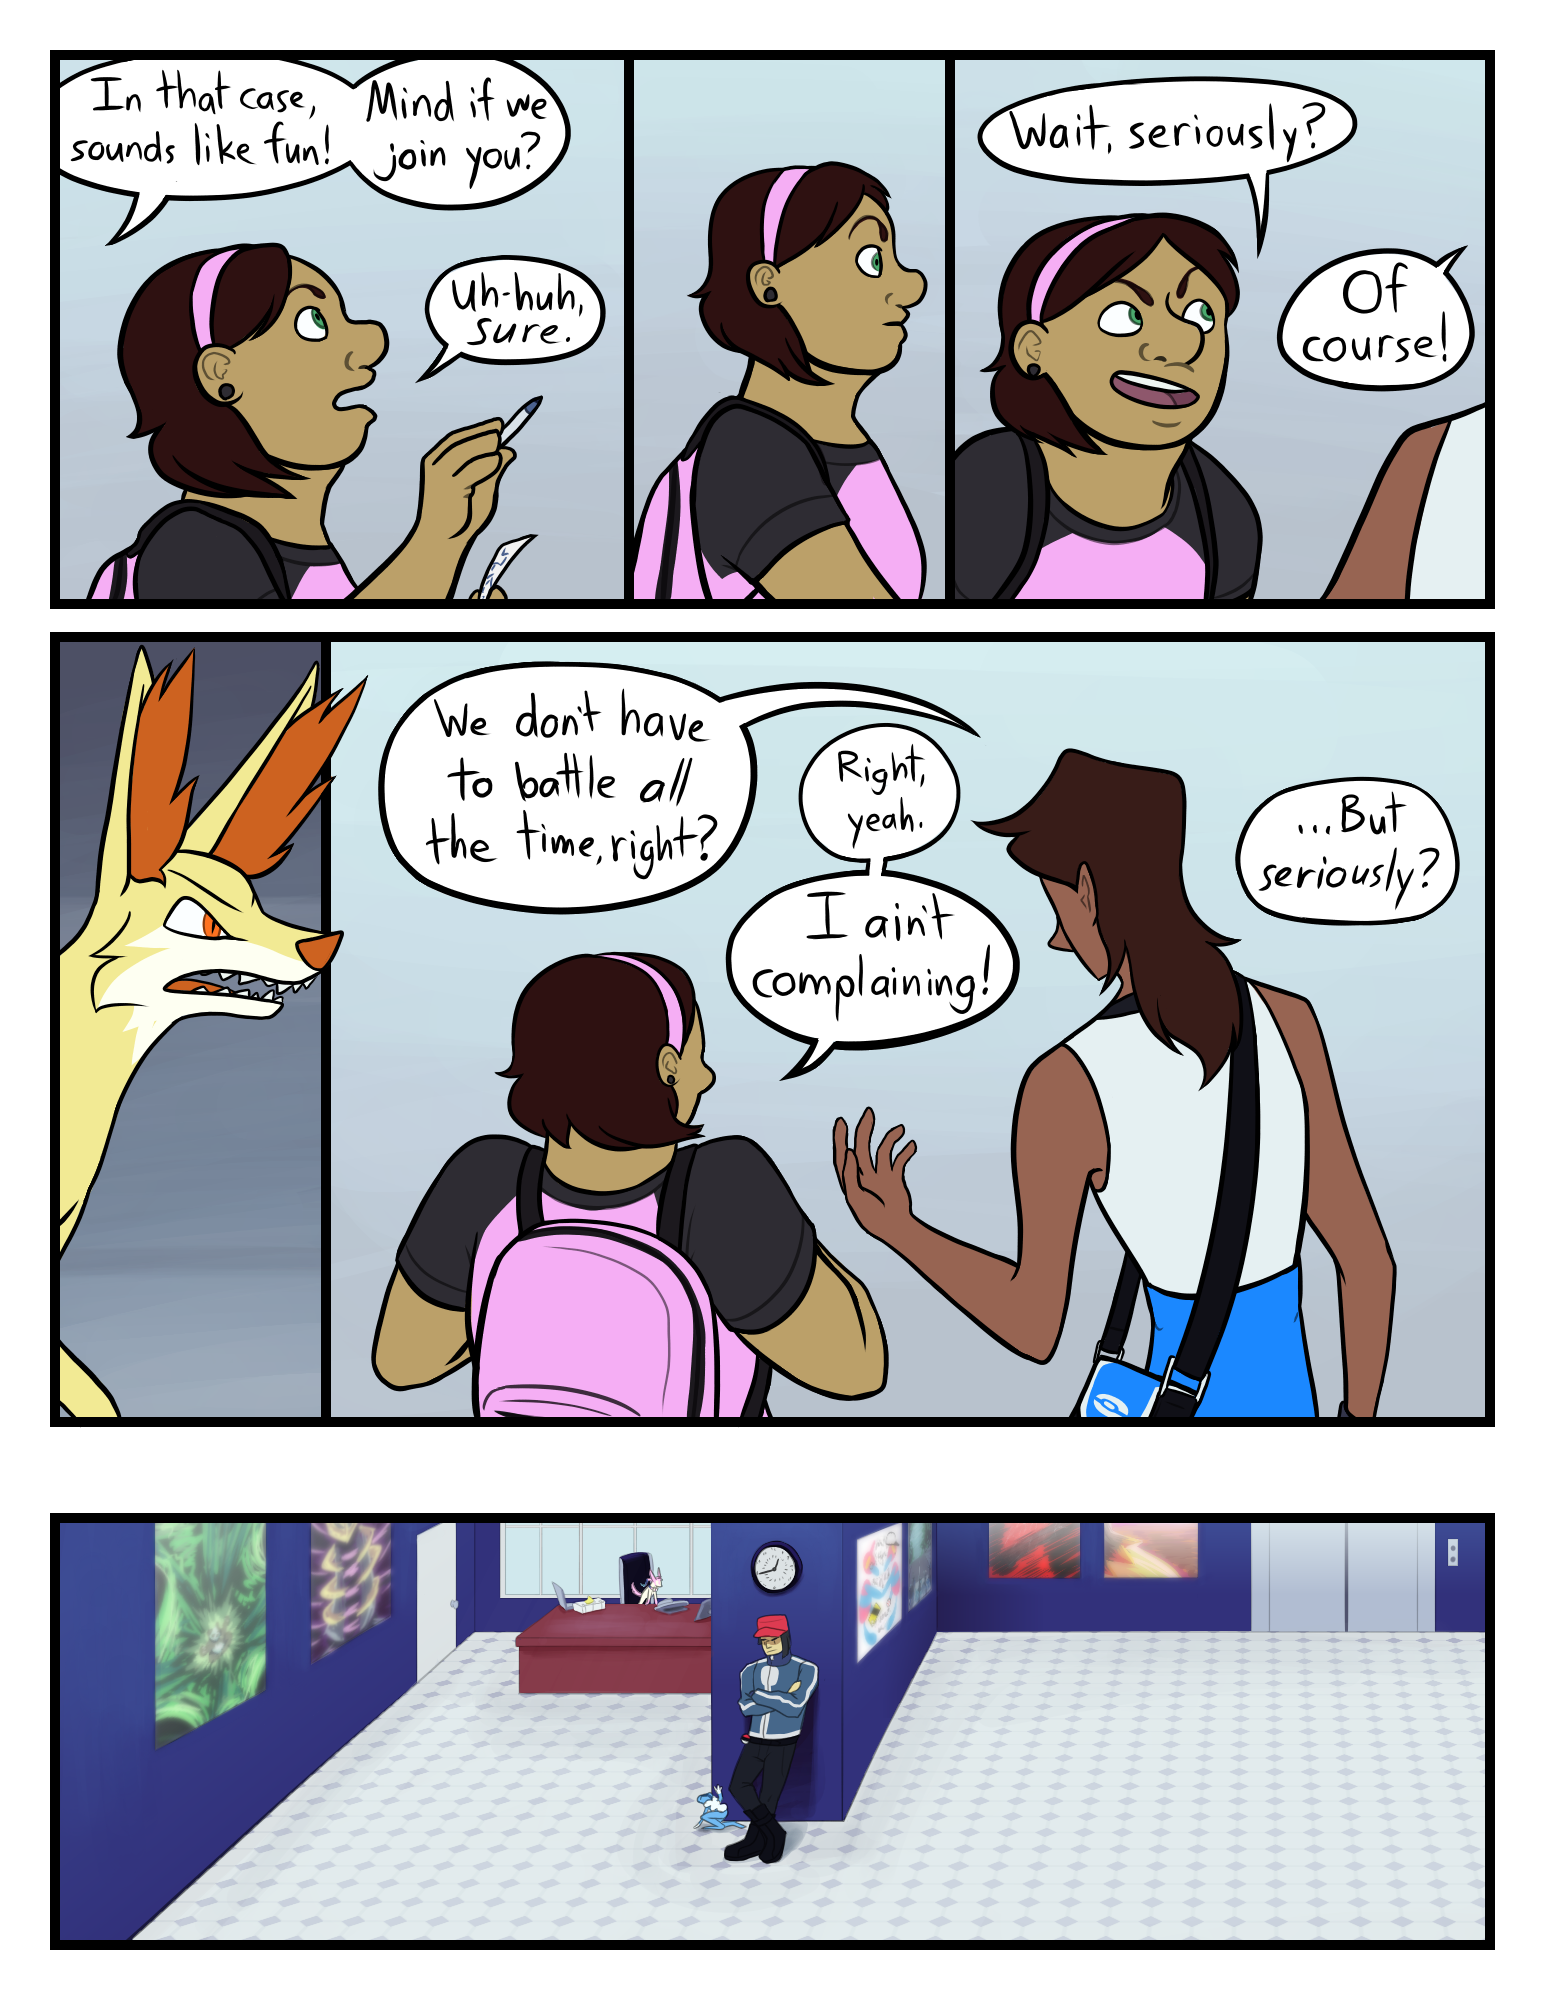 In that case,
sounds like fun!
Mind if we
join you?
Uh-huh,
sure.
Wait, seriously?
Of
course!
We don't have
to battle all
the time, right?
Right,
yeah.
I ain't
complaining!
...But
seriously?